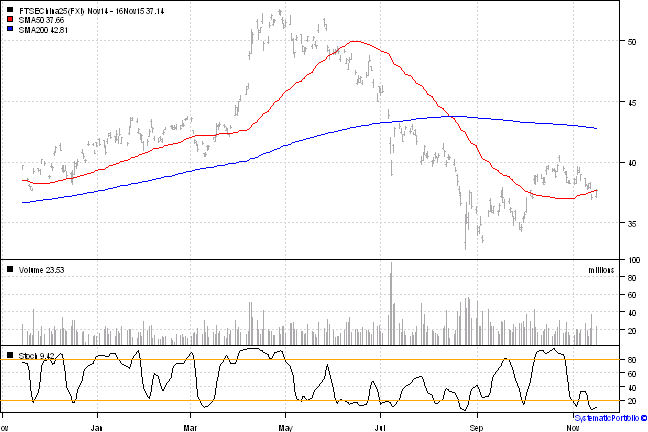 FTSEChina25(FXI) Nov14 - 16Nov15 37.14
SMA50 37.66
SMA200 42.81
50
45
40
35
Volume 23.53
millions
100
80
60
40
20
Stoch 9.42
80
60
40
20
Jan Mar May Jul Sep Nov
SystematicPortfolio ©